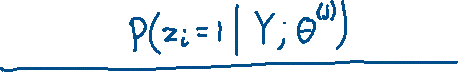 P(z_i = 1 | Y; θ^(j))